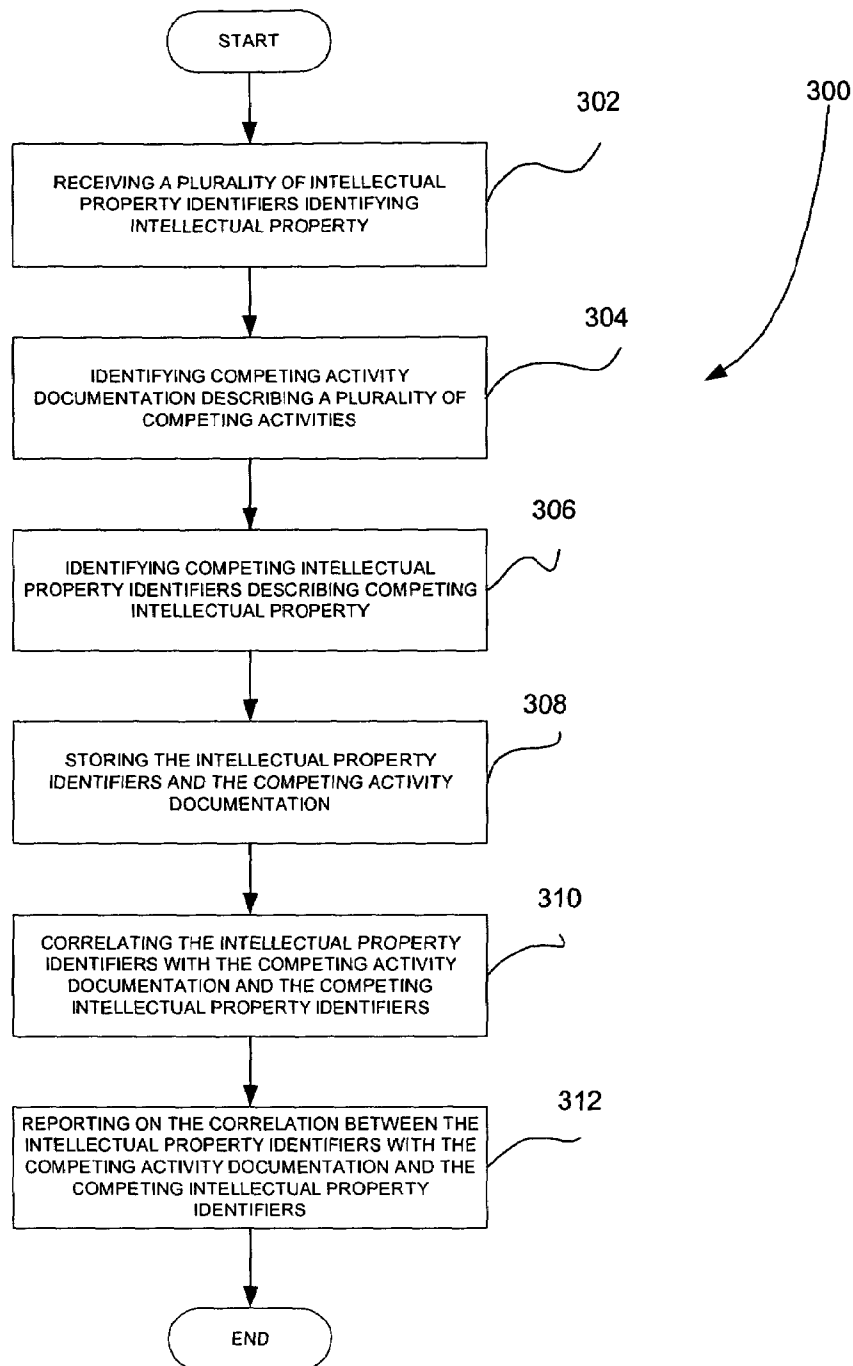 START
302
300
RECEIVING A PLURALITY OF INTELLECTUAL
PROPERTY IDENTIFIERS IDENTIFYING
INTELLECTUAL PROPERTY
304
IDENTIFYING COMPETING ACTIVITY
DOCUMENTATION DESCRIBING A PLURALITY OF
COMPETING ACTIVITIES
306
IDENTIFYING COMPETING INTELLECTUAL
PROPERTY IDENTIFIERS DESCRIBING COMPETING
INTELLECTUAL PROPERTY
308
STORING THE INTELLECTUAL PROPERTY
IDENTIFIERS AND THE COMPETING ACTIVITY
DOCUMENTATION
310
CORRELATING THE INTELLECTUAL PROPERTY
IDENTIFIERS WITH THE COMPETING ACTIVITY
DOCUMENTATION AND THE COMPETING
INTELLECTUAL PROPERTY IDENTIFIERS
312
REPORTING ON THE CORRELATION BETWEEN THE
INTELLECTUAL PROPERTY IDENTIFIERS WITH THE
COMPETING ACTIVITY DOCUMENTATION AND THE
COMPETING INTELLECTUAL PROPERTY
IDENTIFIERS
END